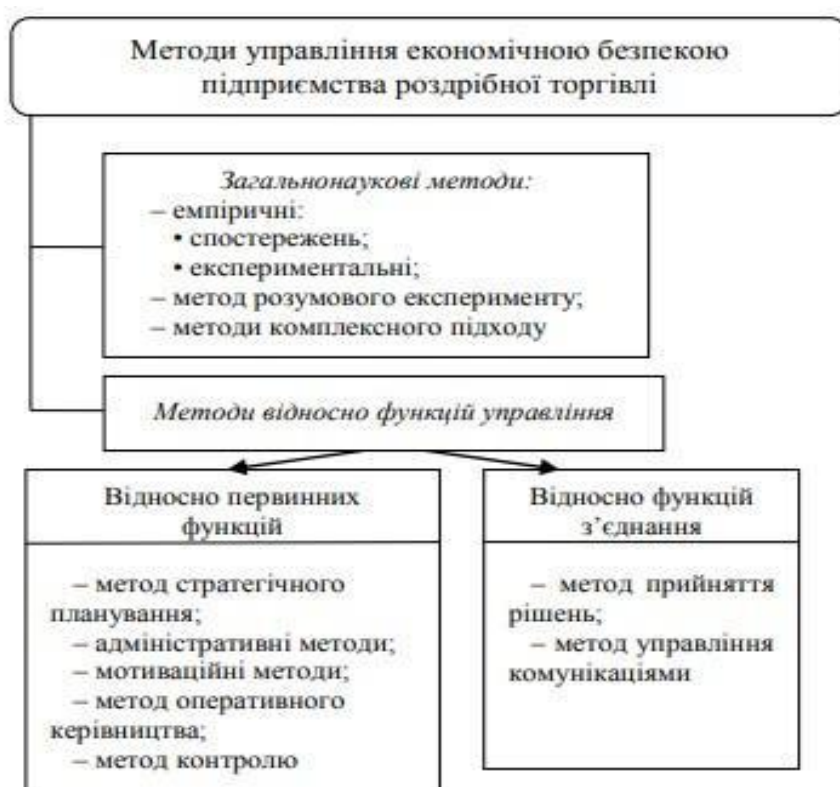 Методи управління економічною безпекою
підприємства роздрібної торгівлі
Загальнонаукові методи:
– емпіричні:
• спостережень;
• експериментальні;
– метод розумового експерименту;
– методи комплексного підходу
Методи відносно функцій управління
Відносно первинних
функцій
– метод стратегічного
планування;
– адміністративні методи;
– мотиваційні методи;
– метод оперативного
керівництва;
– метод контролю
Відносно функцій
з’єднання
– метод прийняття
рішень;
– метод управління
комунікаціями